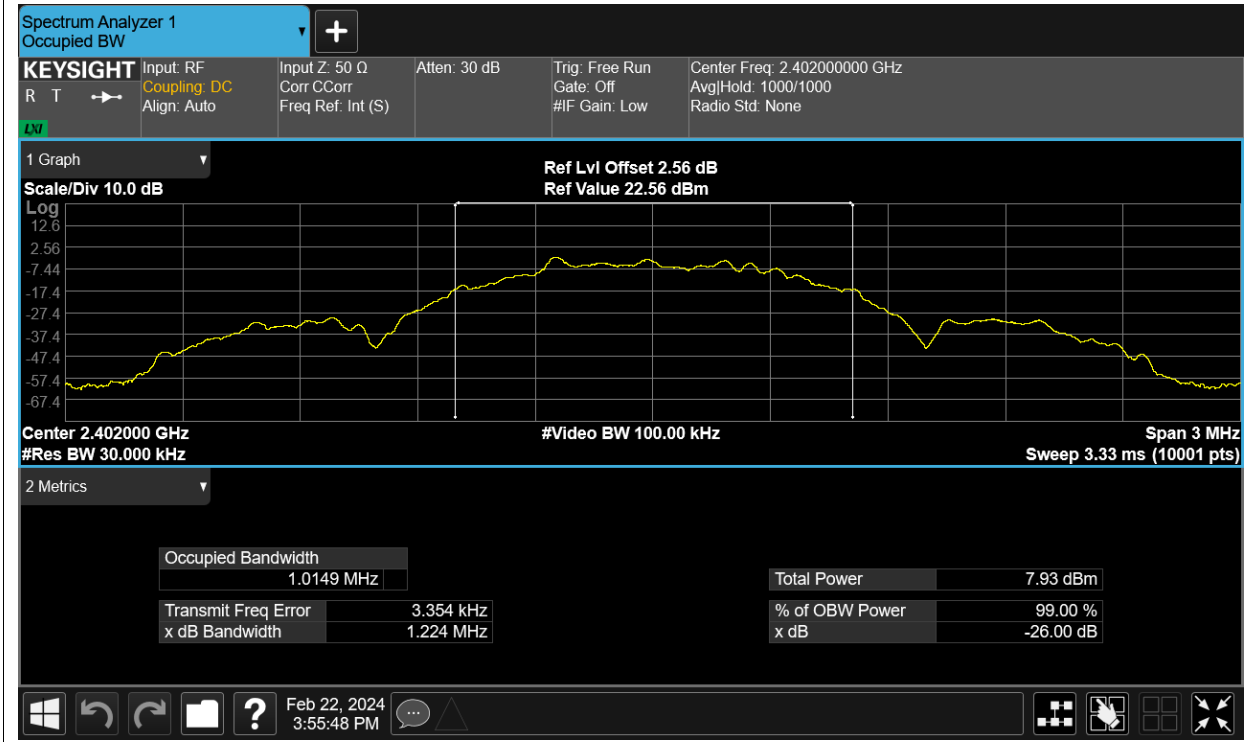 Spectrum Analyzer 1
Occupied BW
KEYSIGHT
R T
LXI
Input: RF
Coupling: DC
Align: Auto
Input Z: 50 Ω
Corr CCorr
Freq Ref: Int (S)
Atten: 30 dB
Trig: Free Run
Gate: Off
#IF Gain: Low
Center Freq: 2.402000000 GHz
Avg|Hold: 1000/1000
Radio Std: None
1 Graph
Scale/Div 10.0 dB
Ref Lvl Offset 2.56 dB
Ref Value 22.56 dBm
Log
12.6
2.56
-7.44
-17.4
-27.4
-37.4
-47.4
-57.4
-67.4
Center 2.402000 GHz
#Video BW 100.00 kHz
Span 3 MHz
#Res BW 30.000 kHz
Sweep 3.33 ms (10001 pts)
2 Metrics
Occupied Bandwidth
1.0149 MHz
Total Power 7.93 dBm
Transmit Freq Error 3.354 kHz
% of OBW Power 99.00 %
x dB Bandwidth 1.224 MHz
x dB -26.00 dB
?
Feb 22, 2024
3:55:48 PM